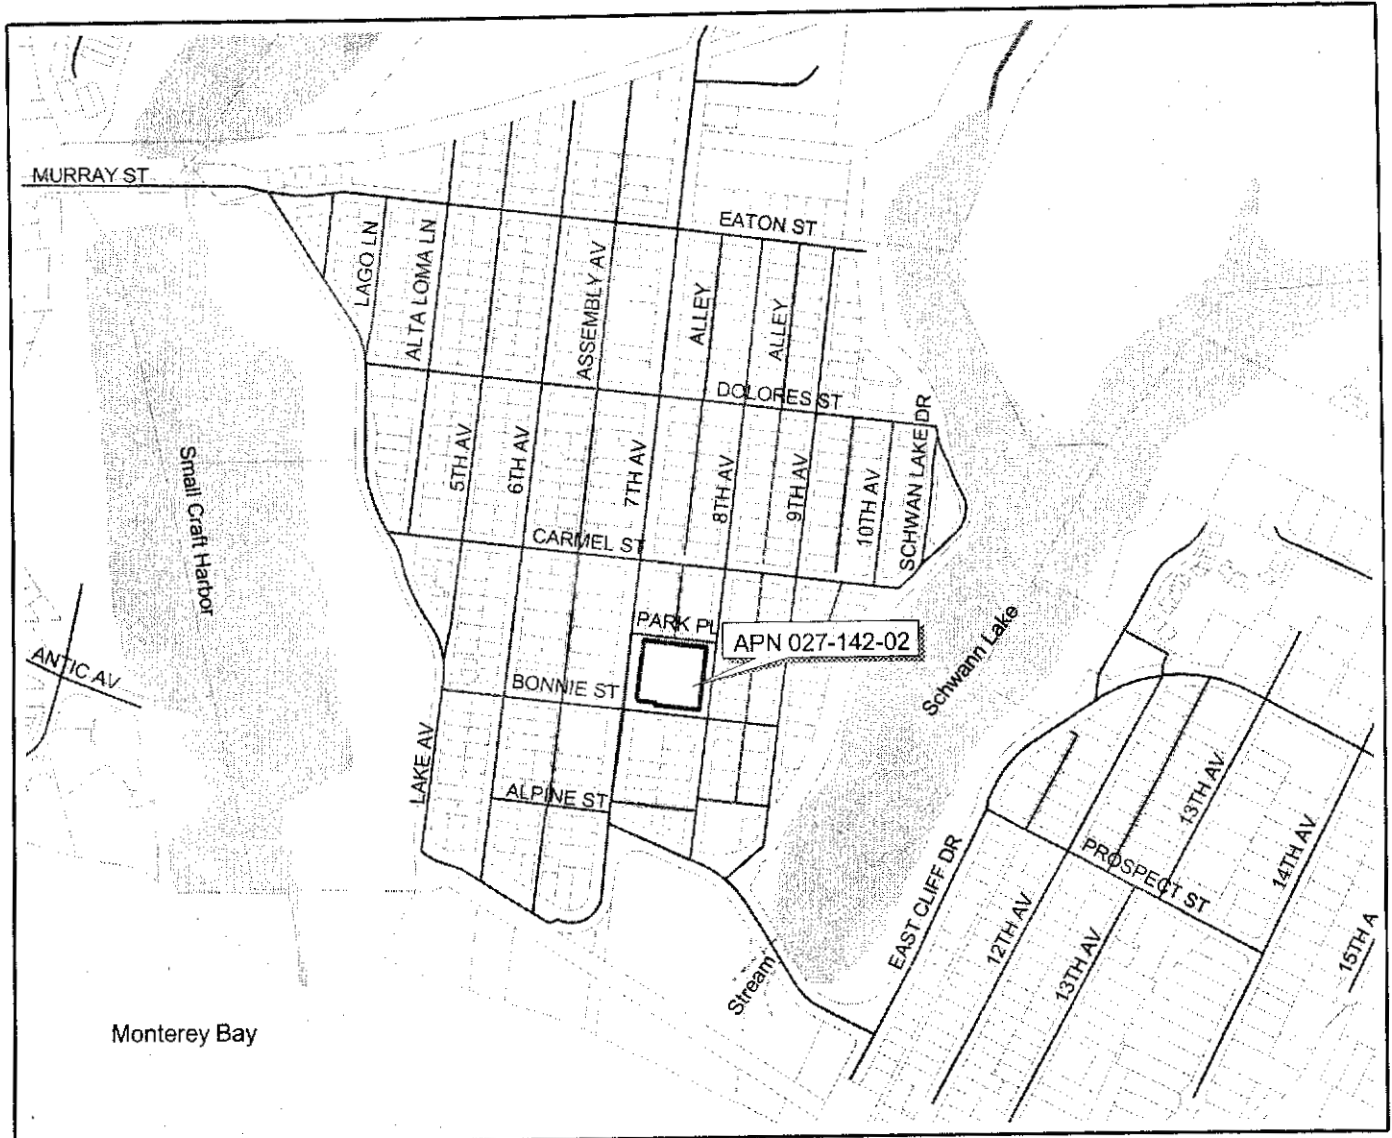 MURRAY ST
EATON ST
LAGO LN
ALTA LOMA LN
ASSEMBLY AV
ALLEY
ALLEY
DOLORES ST
SCHWAN LAKE DR
Small Craft Harbor
5TH AV
6TH AV
7TH AV
8TH AV
9TH AV
10TH AV
CARMEL ST
PARK PL
APN 027-142-02
Schwann Lake
ANTIC AV
BONNIE ST
LAKE AV
ALPINE ST
EAST CLIFF DR
12TH AV
13TH AV
13TH AV
PROSPECT ST
14TH AV
15TH A
Stream
Monterey Bay